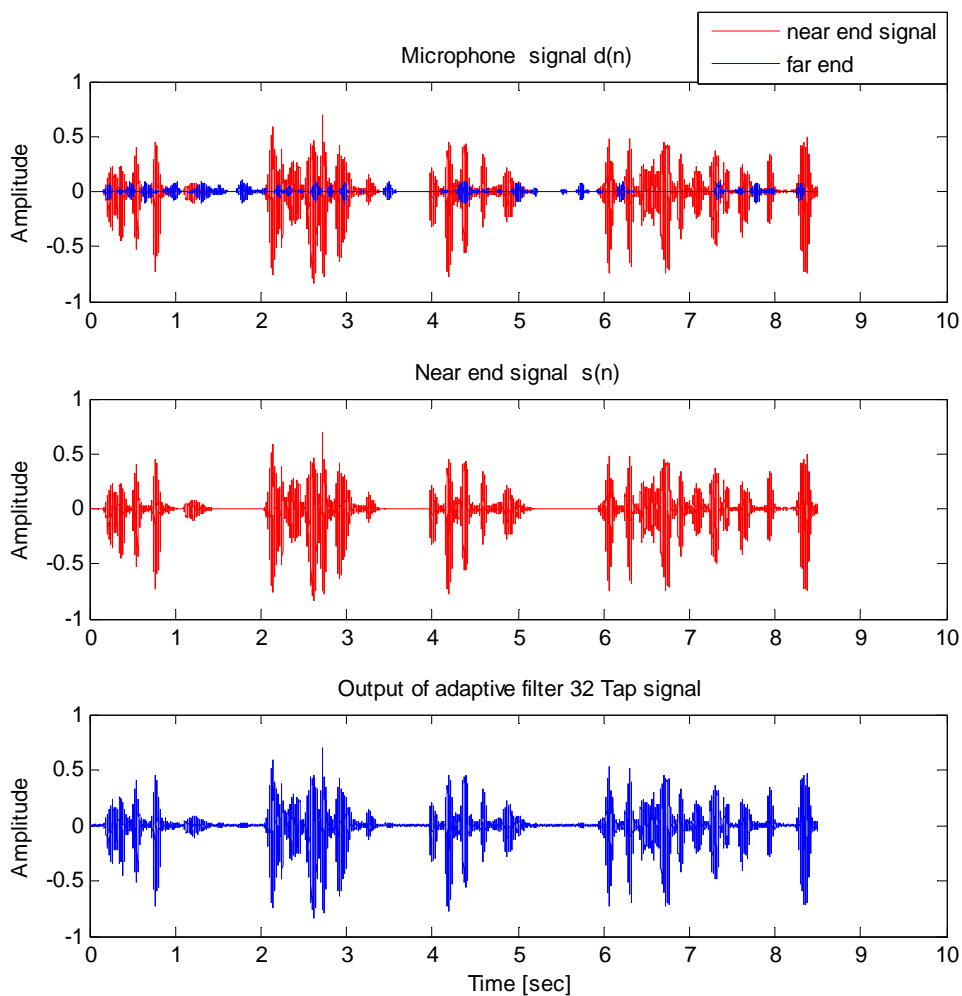 near end signal
far end
Microphone  signal d(n)
1
0.5
0
-0.5
-1
Amplitude
0 1 2 3 4 5 6 7 8 9 10
Near end signal  s(n)
1
0.5
0
-0.5
-1
Amplitude
0 1 2 3 4 5 6 7 8 9 10
Output of adaptive filter 32 Tap signal
1
0.5
0
-0.5
-1
Amplitude
0 1 2 3 4 5 6 7 8 9 10
Time [sec]